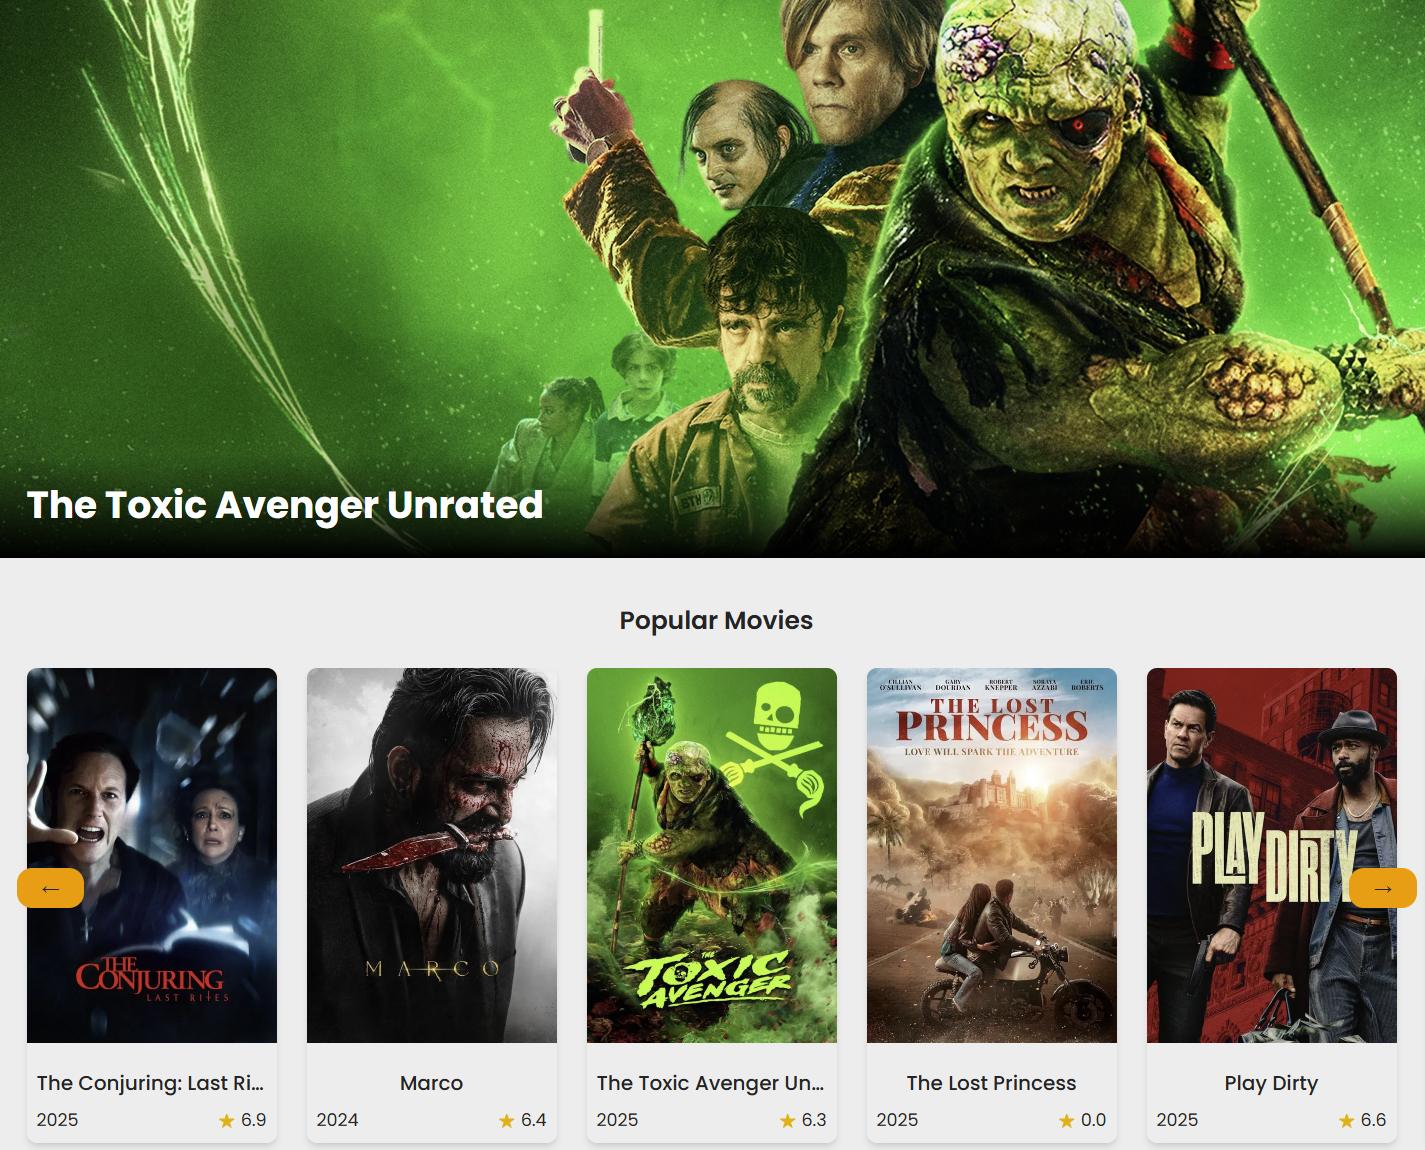 The Toxic Avenger Unrated
Popular Movies
THE
CONJURING
LAST RITES
MARCO
THE
TOXIC
AVENGER
CILLIAN O'SULLIVAN GABY DOURDAN ROBERT KNEPPER SORAYA AZZABI ERIC ROBERTS
THE LOST
PRINCESS
LOVE WILL SPARK THE ADVENTURE
PLAY DIRTY
←
→
The Conjuring: Last Ri...
2025 ★ 6.9
Marco
2024 ★ 6.4
The Toxic Avenger Un...
2025 ★ 6.3
The Lost Princess
2025 ★ 0.0
Play Dirty
2025 ★ 6.6